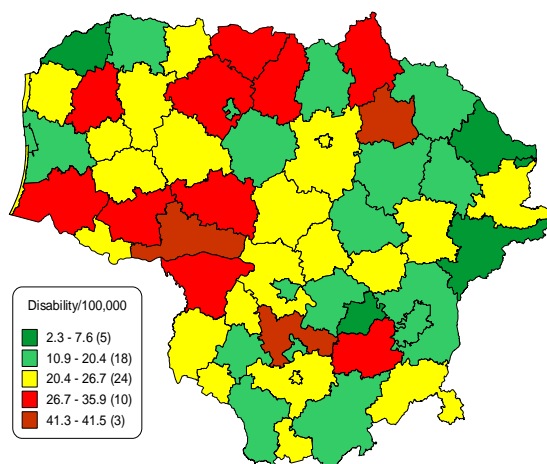 Disability/100,000
2.3 - 7.6 (5)
10.9 - 20.4 (18)
20.4 - 26.7 (24)
26.7 - 35.9 (10)
41.3 - 41.5 (3)